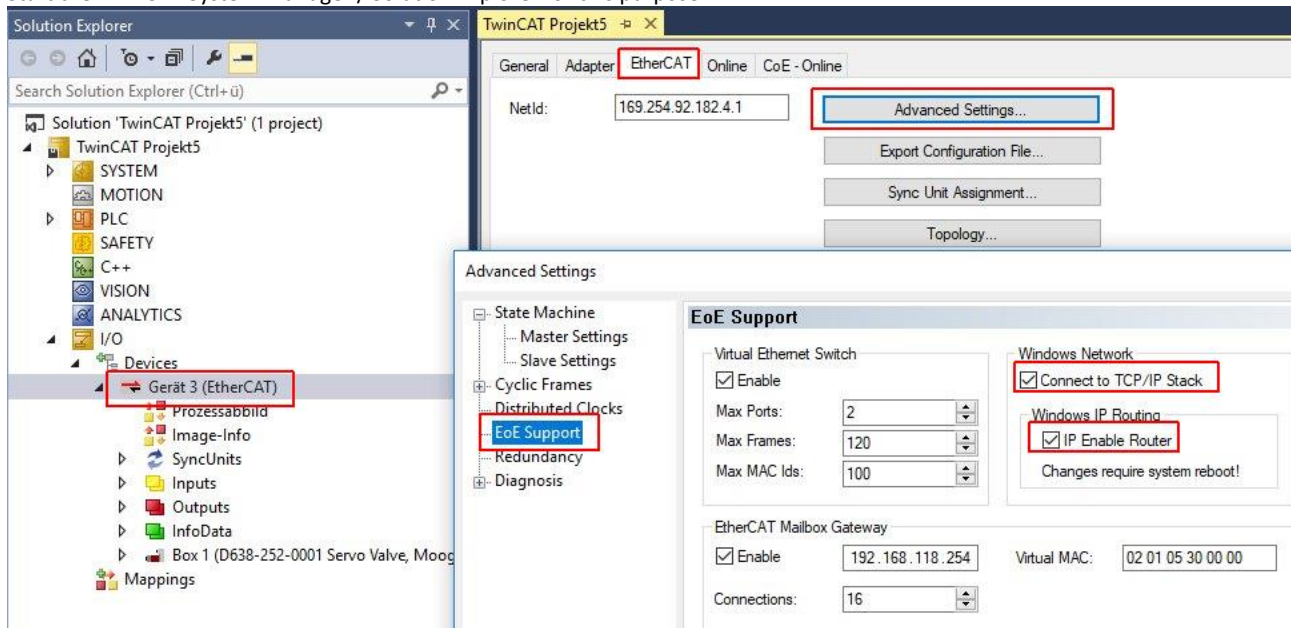 Solution Explorer
Search Solution Explorer (Ctrl+ü)
Solution 'TwinCAT Projekt5' (1 project)
TwinCAT Projekt5
SYSTEM
MOTION
PLC
SAFETY
C++
VISION
ANALYTICS
I/O
Devices
Gerät 3 (EtherCAT)
Prozessabbild
Image-Info
SyncUnits
Inputs
Outputs
InfoData
Box 1 (D638-252-0001 Servo Valve, Moog
Mappings
TwinCAT Projekt5
General Adapter EtherCAT Online CoE - Online
NetId: 169.254.92.182.4.1 Advanced Settings...
Export Configuration File...
Sync Unit Assignment...
Topology...
Advanced Settings
State Machine
Master Settings
Slave Settings
Cyclic Frames
Distributed Clocks
EoE Support
Redundancy
Diagnosis
EoE Support
Virtual Ethernet Switch
Enable
Max Ports: 2
Max Frames: 120
Max MAC Ids: 100
Windows Network
Connect to TCP/IP Stack
Windows IP Routing
IP Enable Router
Changes require system reboot!
EtherCAT Mailbox Gateway
Enable 192.168.118.254 Virtual MAC: 02 01 05 30 00 00
Connections: 16